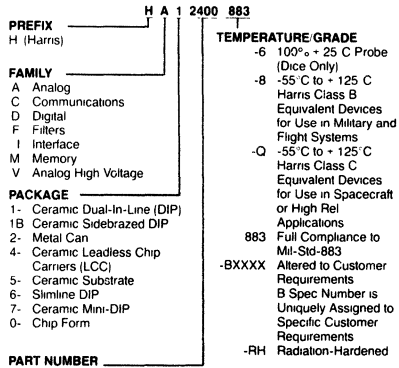 H A 1 2400 883
PREFIX
H (Harris)
FAMILY
A Analog
C Communications
D Digital
F Filters
I Interface
M Memory
V Analog High Voltage
PACKAGE
1- Ceramic Dual-In-Line (DIP)
1B Ceramic Sidebrazed DIP
2- Metal Can
4- Ceramic Leadless Chip
Carriers (LCC)
5- Ceramic Substrate
6- Slimline DIP
7- Ceramic Mini-DIP
0- Chip Form
PART NUMBER
TEMPERATURE/GRADE
-6 100% + 25 C Probe
(Dice Only)
-8 -55°C to + 125 C
Harris Class B
Equivalent Devices
for Use in Military and
Flight Systems
-Q -55°C to + 125°C
Harris Class C
Equivalent Devices
for Use in Spacecraft
or High Rel
Applications
883 Full Compliance to
Mil-Std-883
-BXXXX Altered to Customer
Requirements
B Spec Number is
Uniquely Assigned to
Specific Customer
Requirements
-RH Radiation-Hardened